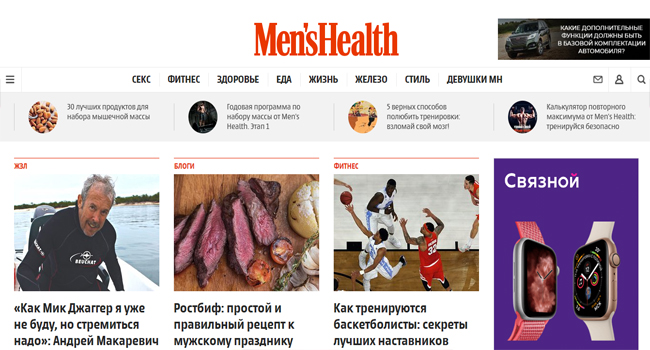 Men'sHealth
КАКИЕ ДОПОЛНИТЕЛЬНЫЕ
ФУНКЦИИ ДОЛЖНЫ БЫТЬ
В БАЗОВОЙ КОМПЛЕКТАЦИИ
АВТОМОБИЛЯ?
СЕКС ФИТНЕС ЗДОРОВЬЕ ЕДА ЖИЗНЬ ЖЕЛЕЗО СТИЛЬ ДЕВУШКИ МН
30 лучших продуктов для
набора мышечной массы
Годовая программа по
набору массы от Men's
Health. Этап 1
5 верных способов
полюбить тренировки:
взломай свой мозг!
Калькулятор повторного
максимума от Men's Health:
тренируйся безопасно
ЖЗЛ
BEUCHAT
«Как Мик Джаггер я уже
не буду, но стремиться
надо»: Андрей Макаревич
БЛОГИ
Ростбиф: простой и
правильный рецепт к
мужскому празднику
ФИТНЕС
32
Как тренируются
баскетболисты: секреты
лучших наставников
Связной